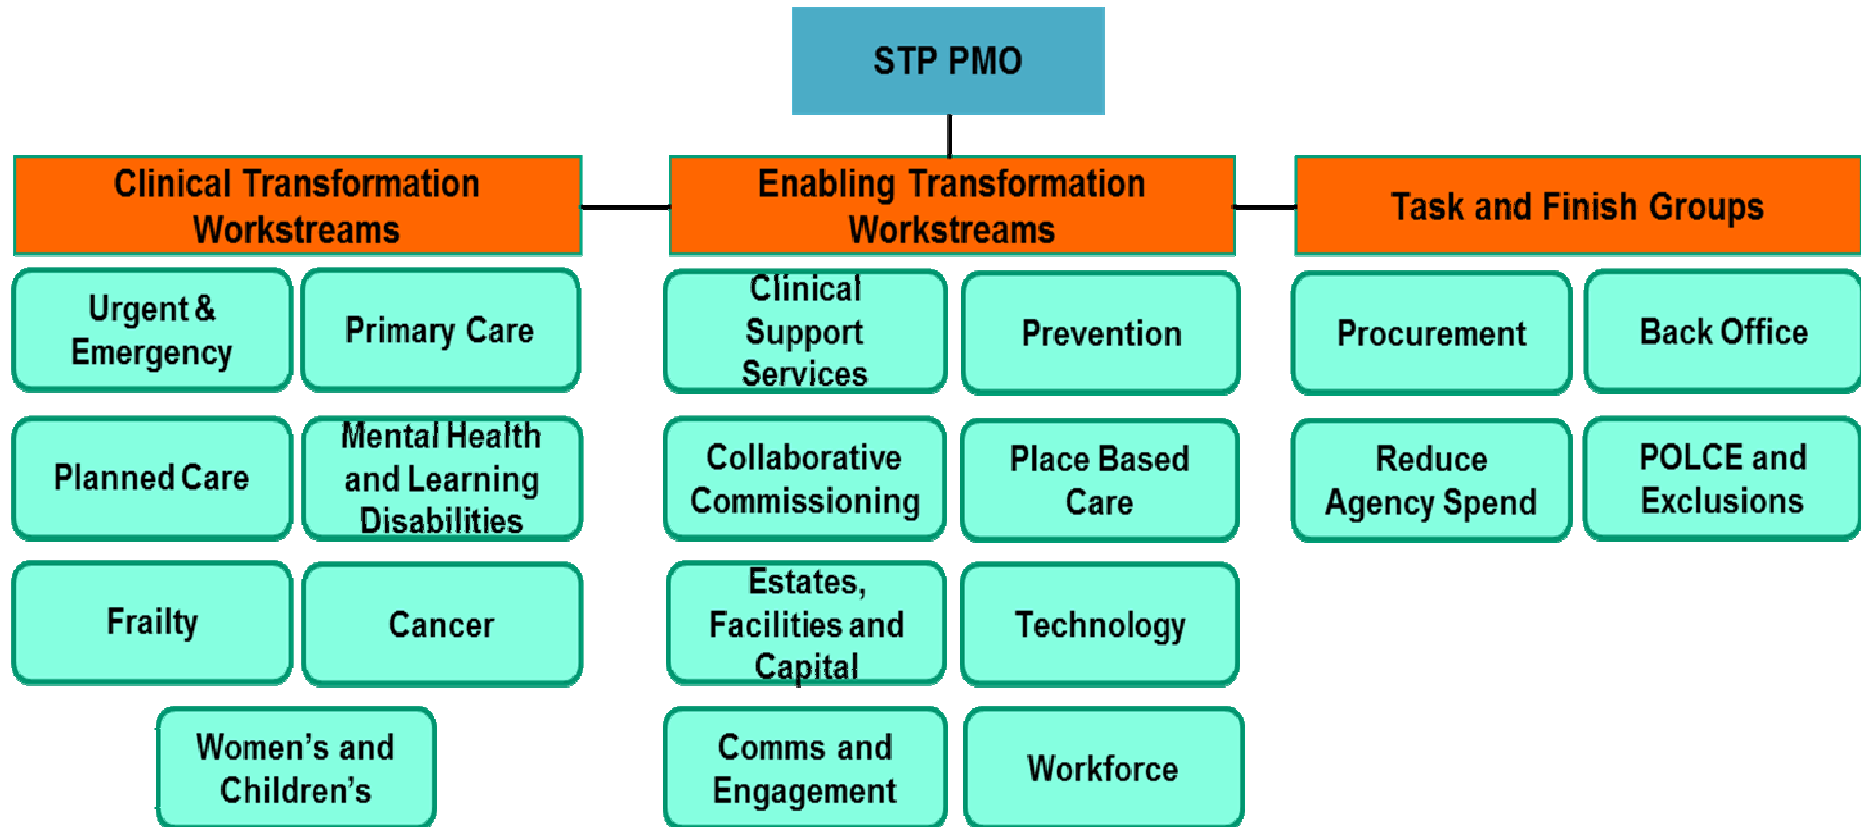 STP PMO
Clinical Transformation
Workstreams
Enabling Transformation
Workstreams
Task and Finish Groups
Urgent &
Emergency
Primary Care
Planned Care
Mental Health
and Learning
Disabilities
Frailty
Cancer
Women’s and
Children’s
Clinical
Support
Services
Prevention
Collaborative
Commissioning
Place Based
Care
Estates,
Facilities and
Capital
Technology
Comms and
Engagement
Workforce
Procurement
Back Office
Reduce
Agency Spend
POLCE and
Exclusions